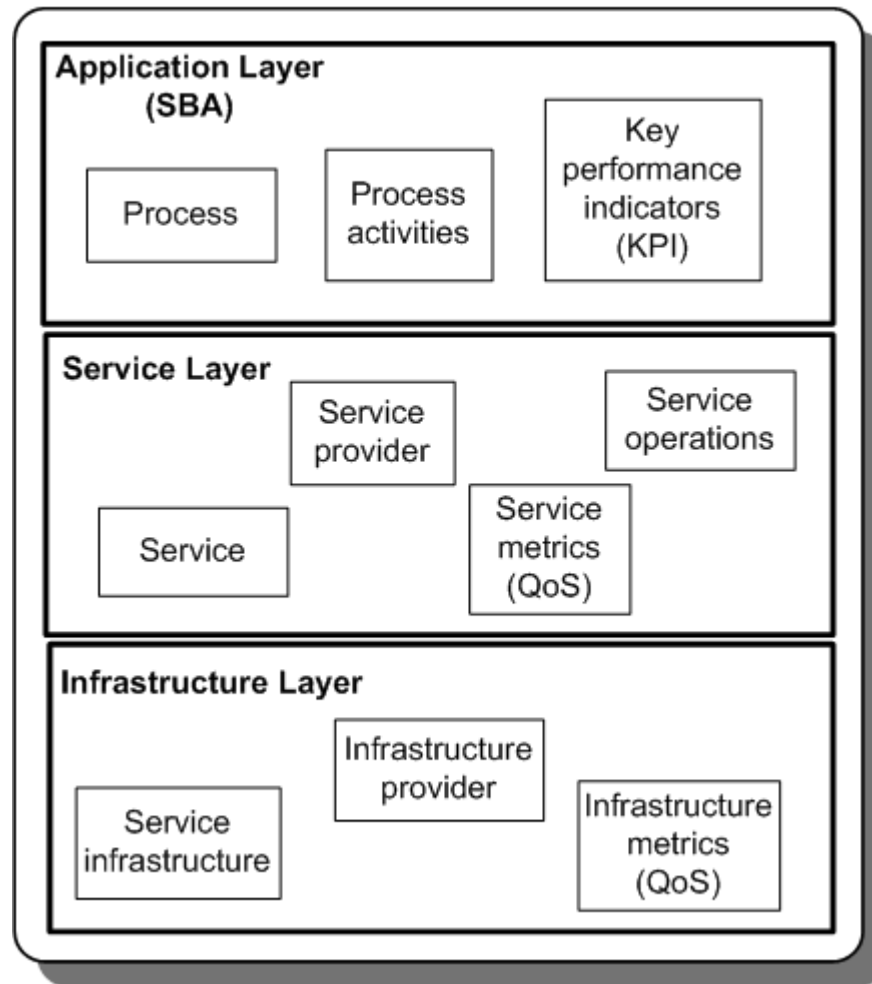 Application Layer
(SBA)
Process
Process
activities
Key
performance
indicators
(KPI)
Service Layer
Service
provider
Service
operations
Service
Service
metrics
(QoS)
Infrastructure Layer
Infrastructure
provider
Service
infrastructure
Infrastructure
metrics
(QoS)